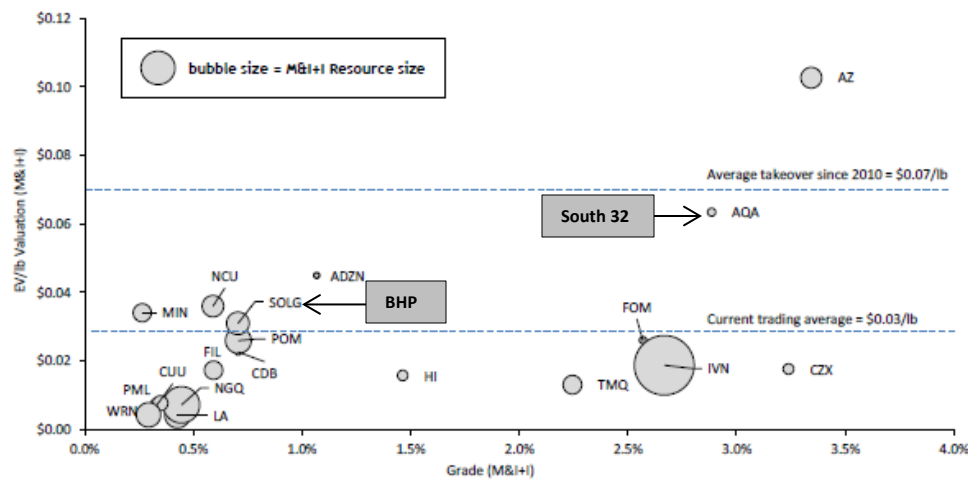 $0.12
bubble size = M&I+I Resource size
$0.10
AZ
$0.08
Average takeover since 2010 = $0.07/lb
EV/lb Valuation (M&I+I)
$0.06
South 32
AQA
ADZN
NCU
SOLG
BHP
$0.04
MIN
FOM
Current trading average = $0.03/lb
POM
FIL
CDB
$0.02
CUU
HI
IVN
CZX
PML
NGQ
TMQ
WRN
LA
$0.00
0.0% 0.5% 1.0% 1.5% 2.0% 2.5% 3.0% 3.5% 4.0%
Grade (M&I+I)